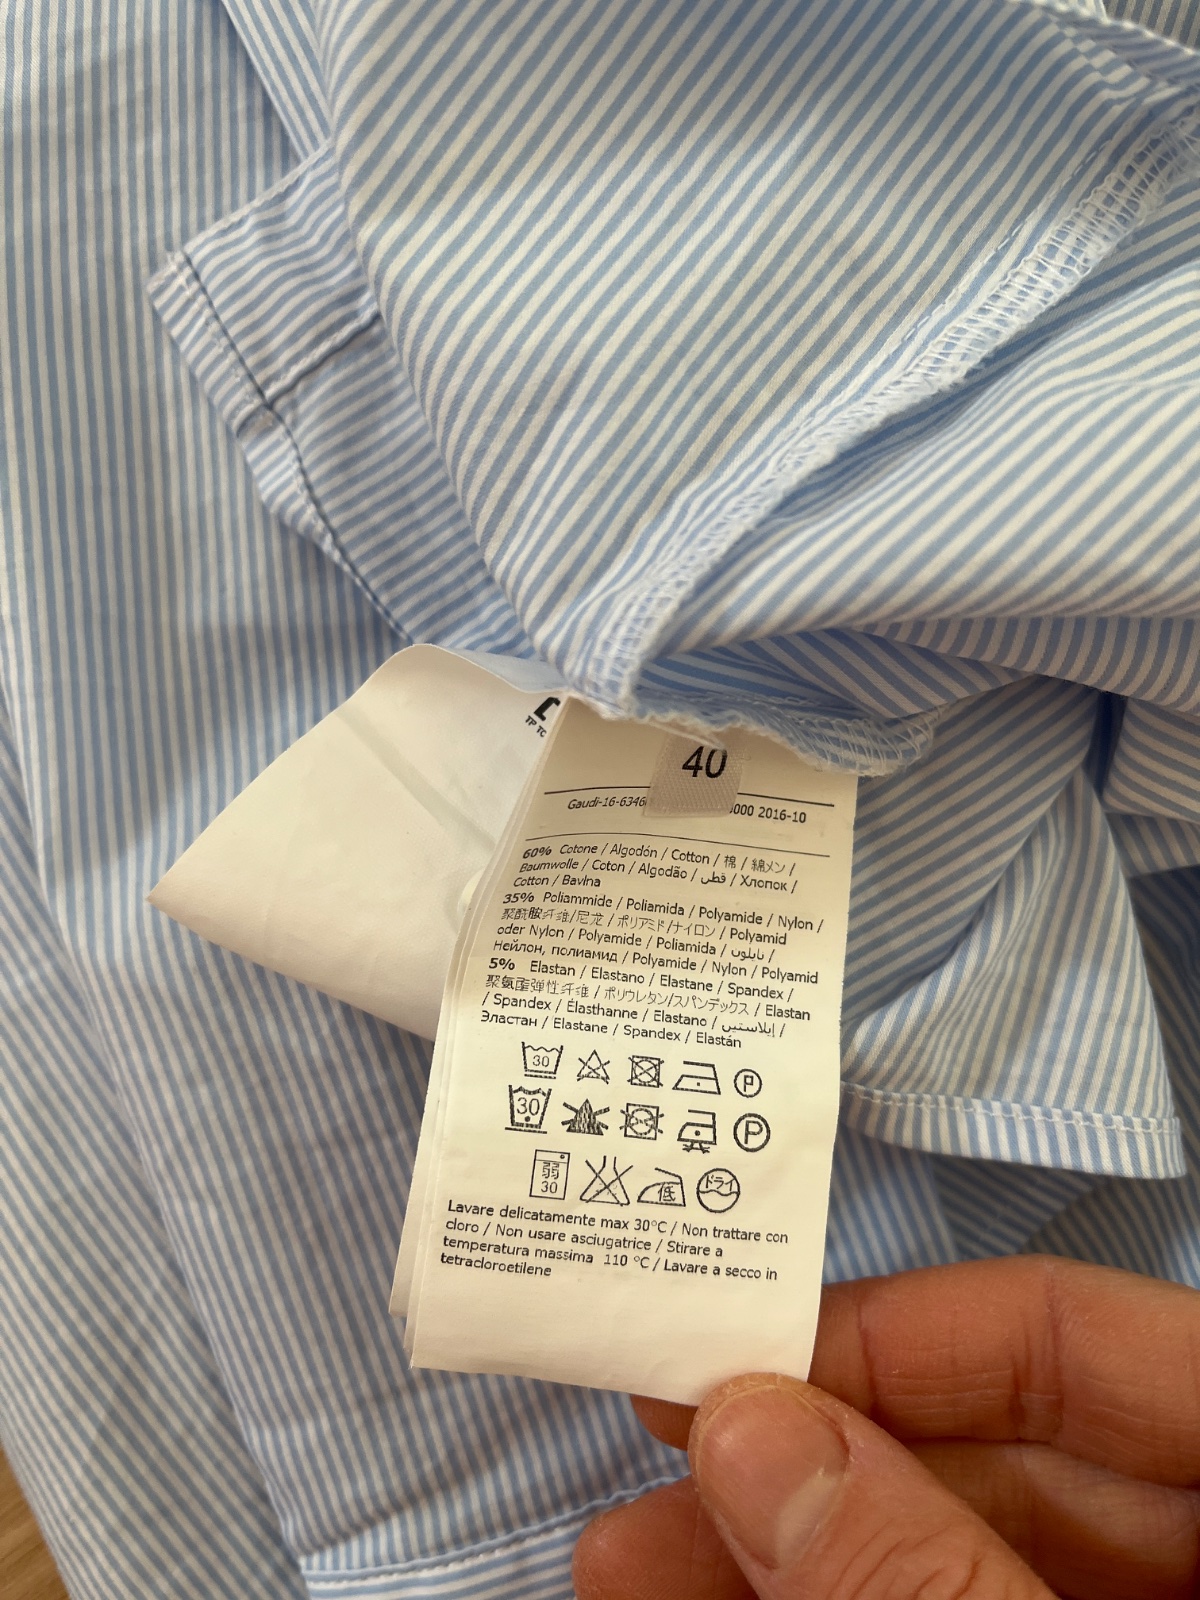 TP TC
40
Gaudi-16-6346 000 2016-10
60% Cotone / Algodón / Cotton / 棉 / 綿メン /
Baumwolle / Coton / Algodão / قطن / Хлопок /
Cotton / Bavlna
35% Poliammide / Poliamida / Polyamide / Nylon /
聚酰胺纤维/尼龙 / ポリアミド/ナイロン / Polyamid
oder Nylon / Polyamide / Poliamida / نايلون /
Нейлон, полиамид / Polyamide / Nylon / Polyamid
5% Elastan / Elastano / Elastane / Spandex /
聚氨酯弹性纤维 / ポリウレタン/スパンデックス / Elastan
/ Spandex / Élasthanne / Elastano / إيلاستين /
Эластан / Elastane / Spandex / Elastán
30 P
30 P
弱 30 低 ドライ
Lavare delicatamente max 30°C / Non trattare con
cloro / Non usare asciugatrice / Stirare a
temperatura massima 110 °C / Lavare a secco in
tetracloroetilene